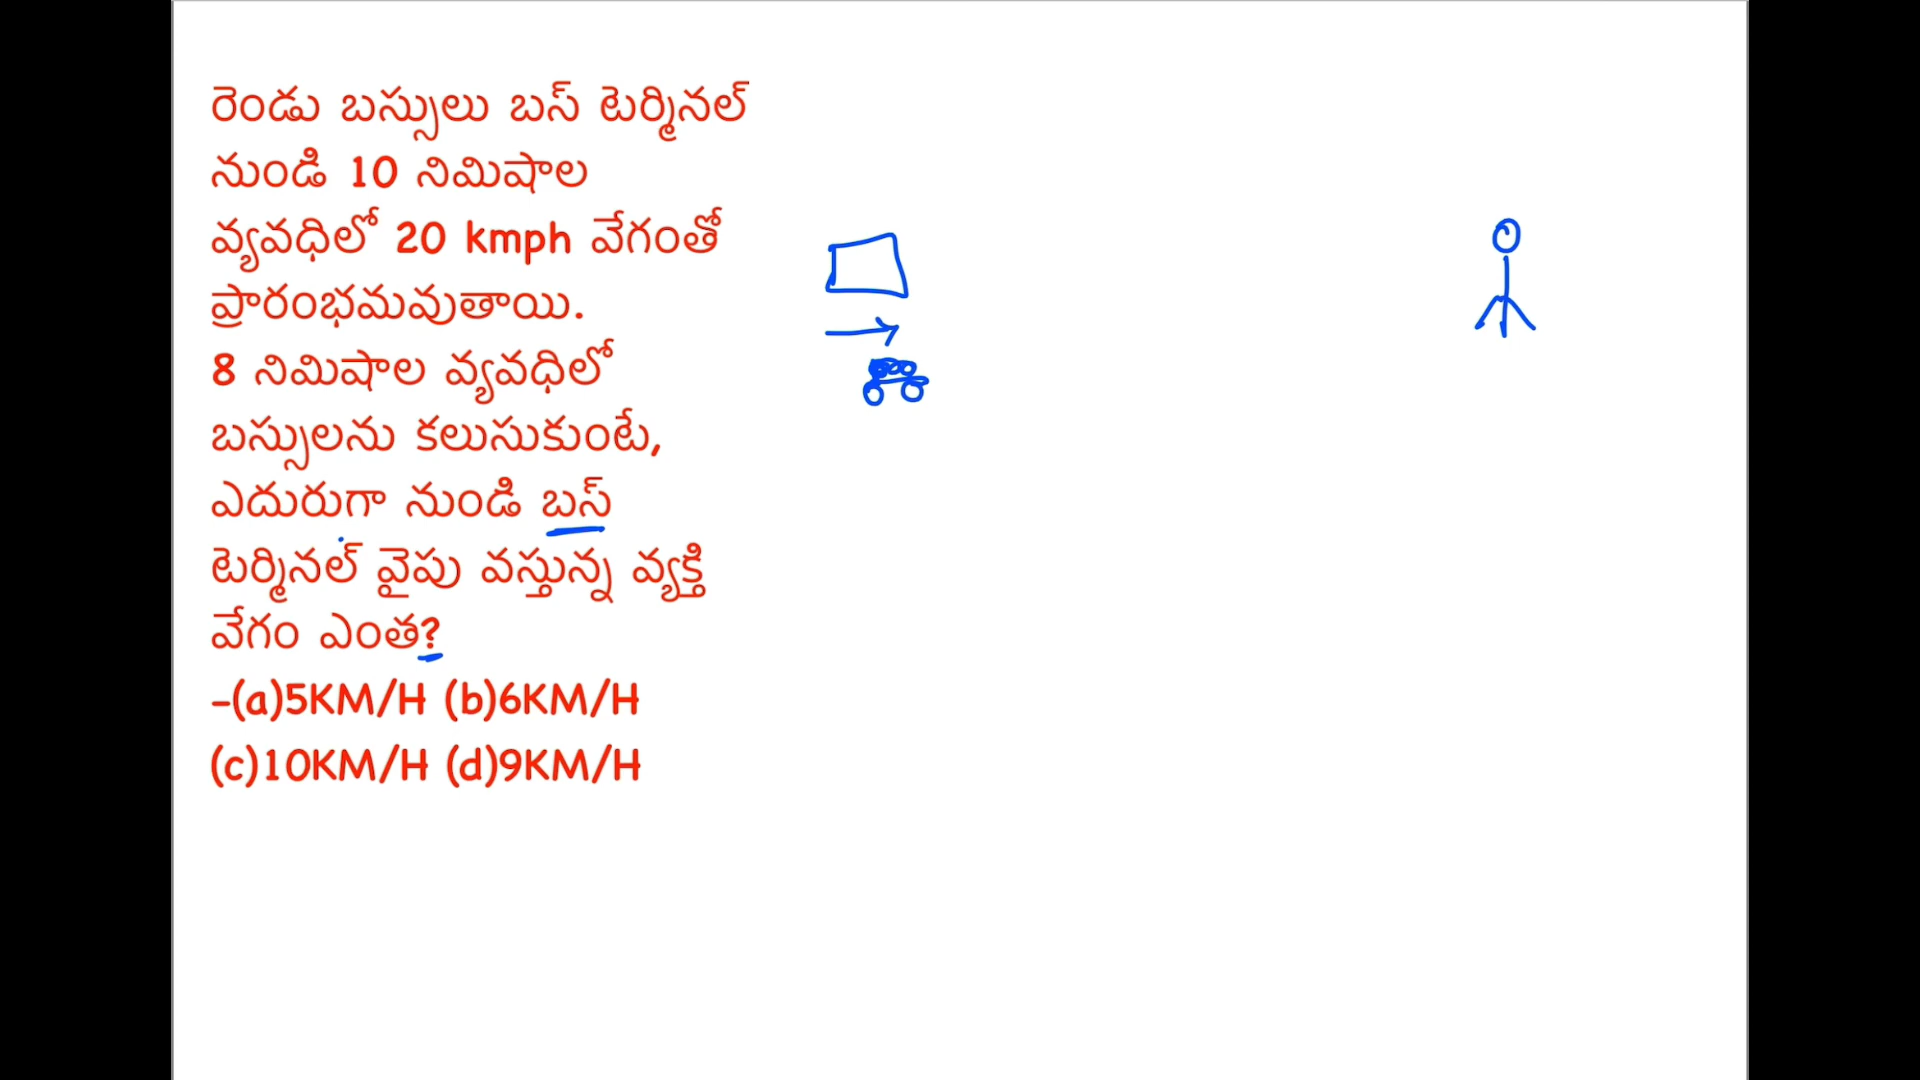 రెండు బస్సులు బస్ టెర్మినల్
నుండి 10 నిమిషాల
వ్యవధిలో 20 kmph వేగంతో
ప్రారంభమవుతాయి.
8 నిమిషాల వ్యవధిలో
బస్సులను కలుసుకుంటే,
ఎదురుగా నుండి బస్
టెర్మినల్ వైపు వస్తున్న వ్యక్తి
వేగం ఎంత?
-(a)5KM/H (b)6KM/H
(c)10KM/H (d)9KM/H